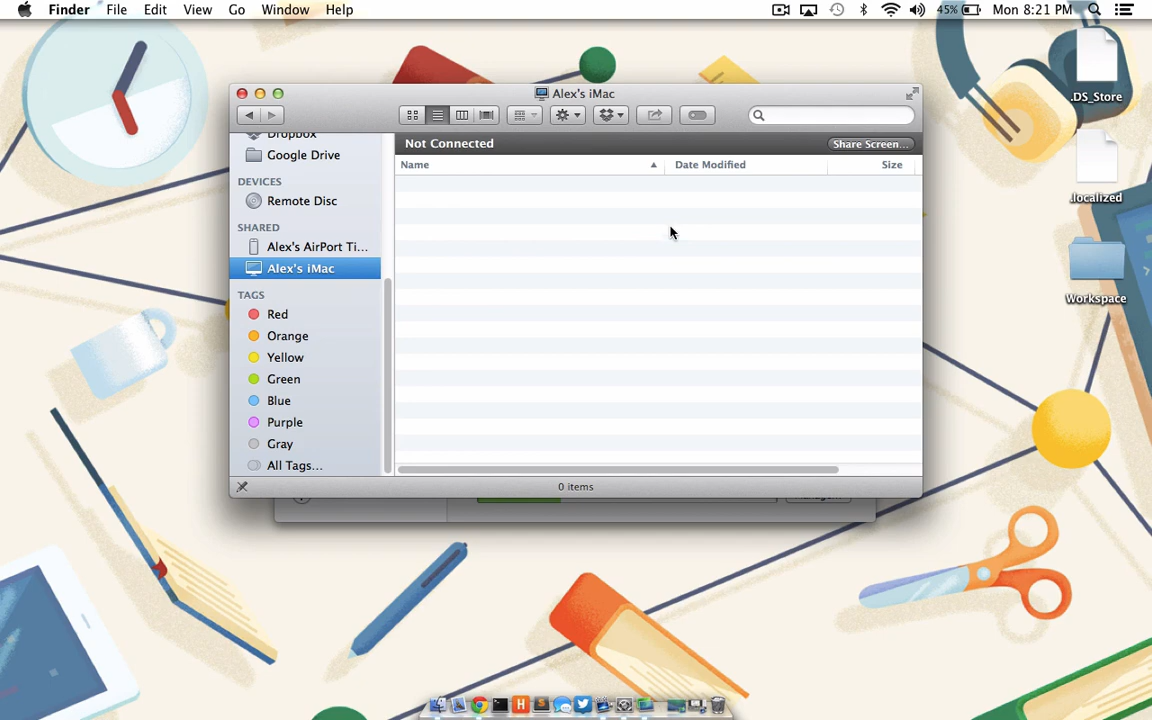 Finder File Edit View Go Window Help 45% Mon 8:21 PM
Alex's iMac
Not Connected Share Screen...
Name Date Modified Size
Dropbox
Google Drive
DEVICES
Remote Disc
SHARED
Alex's AirPort Ti...
Alex's iMac
TAGS
Red
Orange
Yellow
Green
Blue
Purple
Gray
All Tags...
0 items
.DS_Store
.localized
Workspace